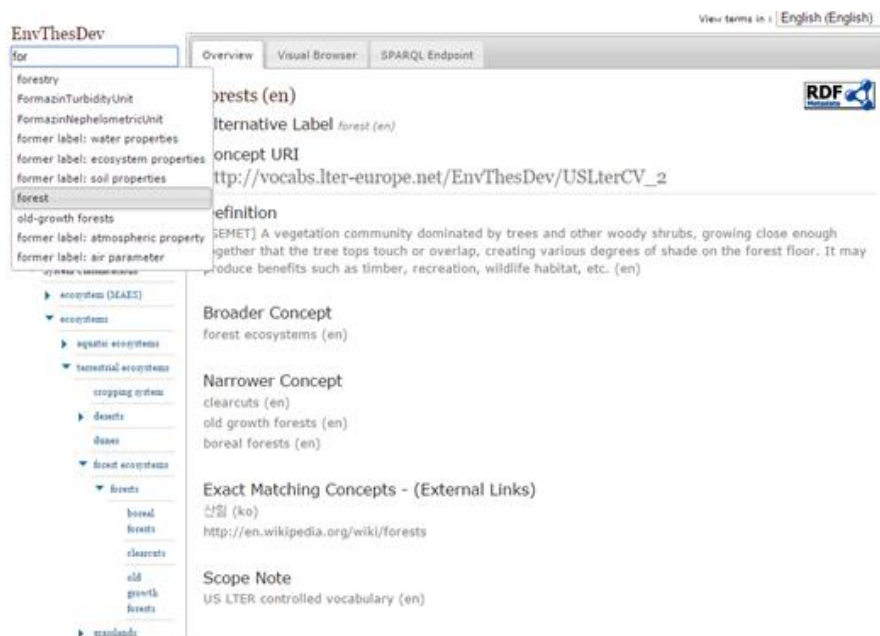 View terms in : English (English)
EnvThesDev
for
forestry
FormazinTurbidityUnit
FormazinNephelometricUnit
former label: water properties
former label: ecosystem properties
former label: soil properties
forest
old-growth forests
former label: atmospheric property
former label: air parameter
ecosystem (MAES)
ecosystems
aquatic ecosystems
terrestrial ecosystems
cropping system
deserts
dunes
forest ecosystems
forests
boreal
forests
clearcuts
old
growth
forests
grasslands
Overview Visual Browser SPARQL Endpoint
orests (en)
RDF
Metadata
lternative Label forest (en)
oncept URI
ttp://vocabs.lter-europe.net/EnvThesDev/USLterCV_2
efinition
GEMET] A vegetation community dominated by trees and other woody shrubs, growing close enough
ogether that the tree tops touch or overlap, creating various degrees of shade on the forest floor. It may
produce benefits such as timber, recreation, wildlife habitat, etc. (en)
Broader Concept
forest ecosystems (en)
Narrower Concept
clearcuts (en)
old growth forests (en)
boreal forests (en)
Exact Matching Concepts - (External Links)
산림 (ko)
http://en.wikipedia.org/wiki/forests
Scope Note
US LTER controlled vocabulary (en)